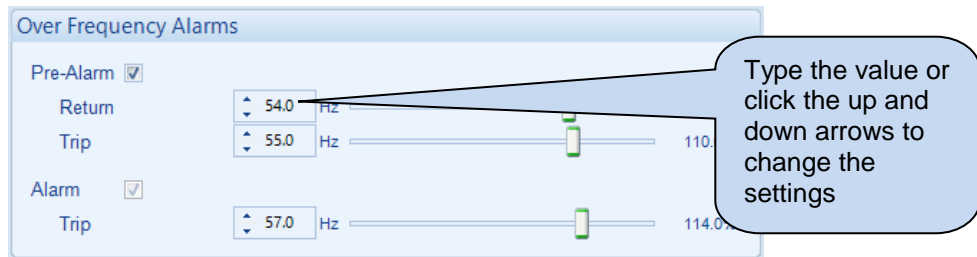 Over Frequency Alarms
Pre-Alarm
Return 54.0 Hz
Trip 55.0 Hz 110.
Alarm
Trip 57.0 Hz 114.0%
Type the value or
click the up and
down arrows to
change the
settings